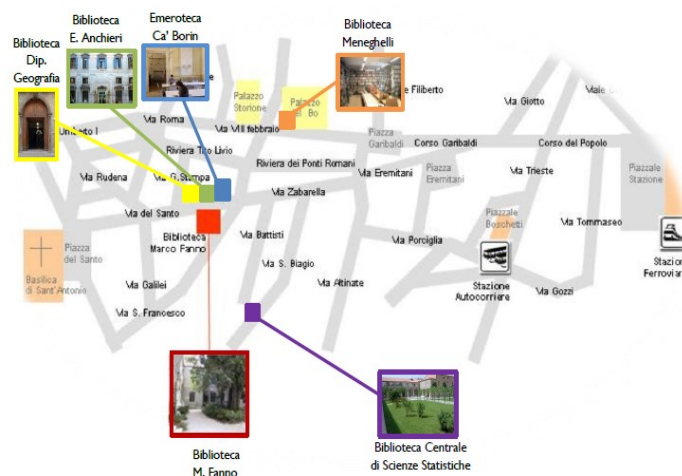 Biblioteca
Dip.
Geografia
Biblioteca
E. Anchieri
Emeroteca
Ca' Borin
Biblioteca
Meneghelli
Palazzo
Storione
Palazzo
Bo
Filiberto
Via Giotto
Umberto I
Via Roma
Via VIII febbraio
Piazza
Garibaldi
Corso Garibaldi
Corso del Popolo
Riviera Tito Livio
Riviera dei Ponti Romani
Via Eremitani
Piazza
Eremitani
Via Trieste
Piazzale
Stazione
Via Rudena
Via G. Stampa
Via Zabarella
Via del Santo
Biblioteca
Marco Fanno
Via Battisti
Via Porciglia
Piazzale
Boschetti
Via Tommaseo
Piazza
del Santo
Basilica
di Sant'Antonio
Via S. Biagio
Via Galilei
Via Altinate
Stazione
Autocorriere
Via Gozzi
Via S. Francesco
Biblioteca
M. Fanno
Biblioteca Centrale
di Scienze Statistiche